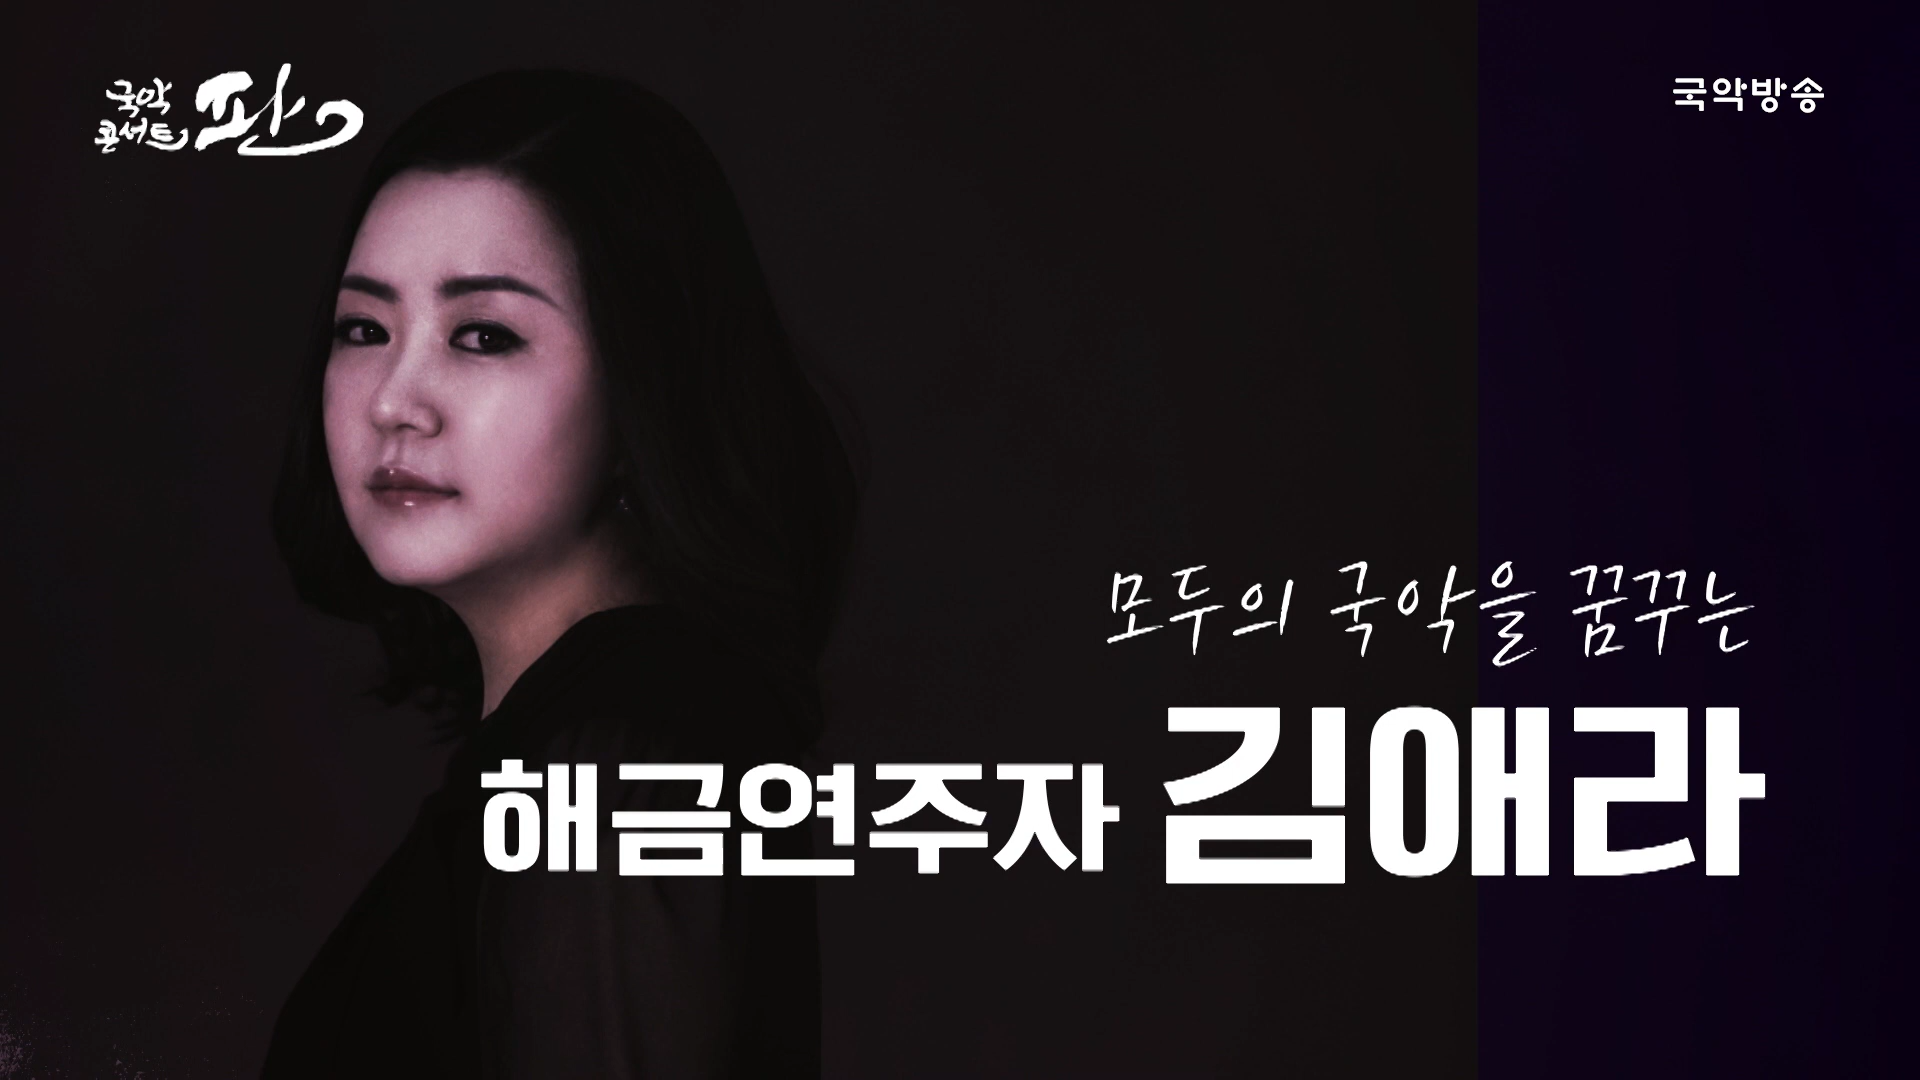 국악
콘서트 판
국악방송
모두의 국악을 꿈꾸는
해금연주자 김애라